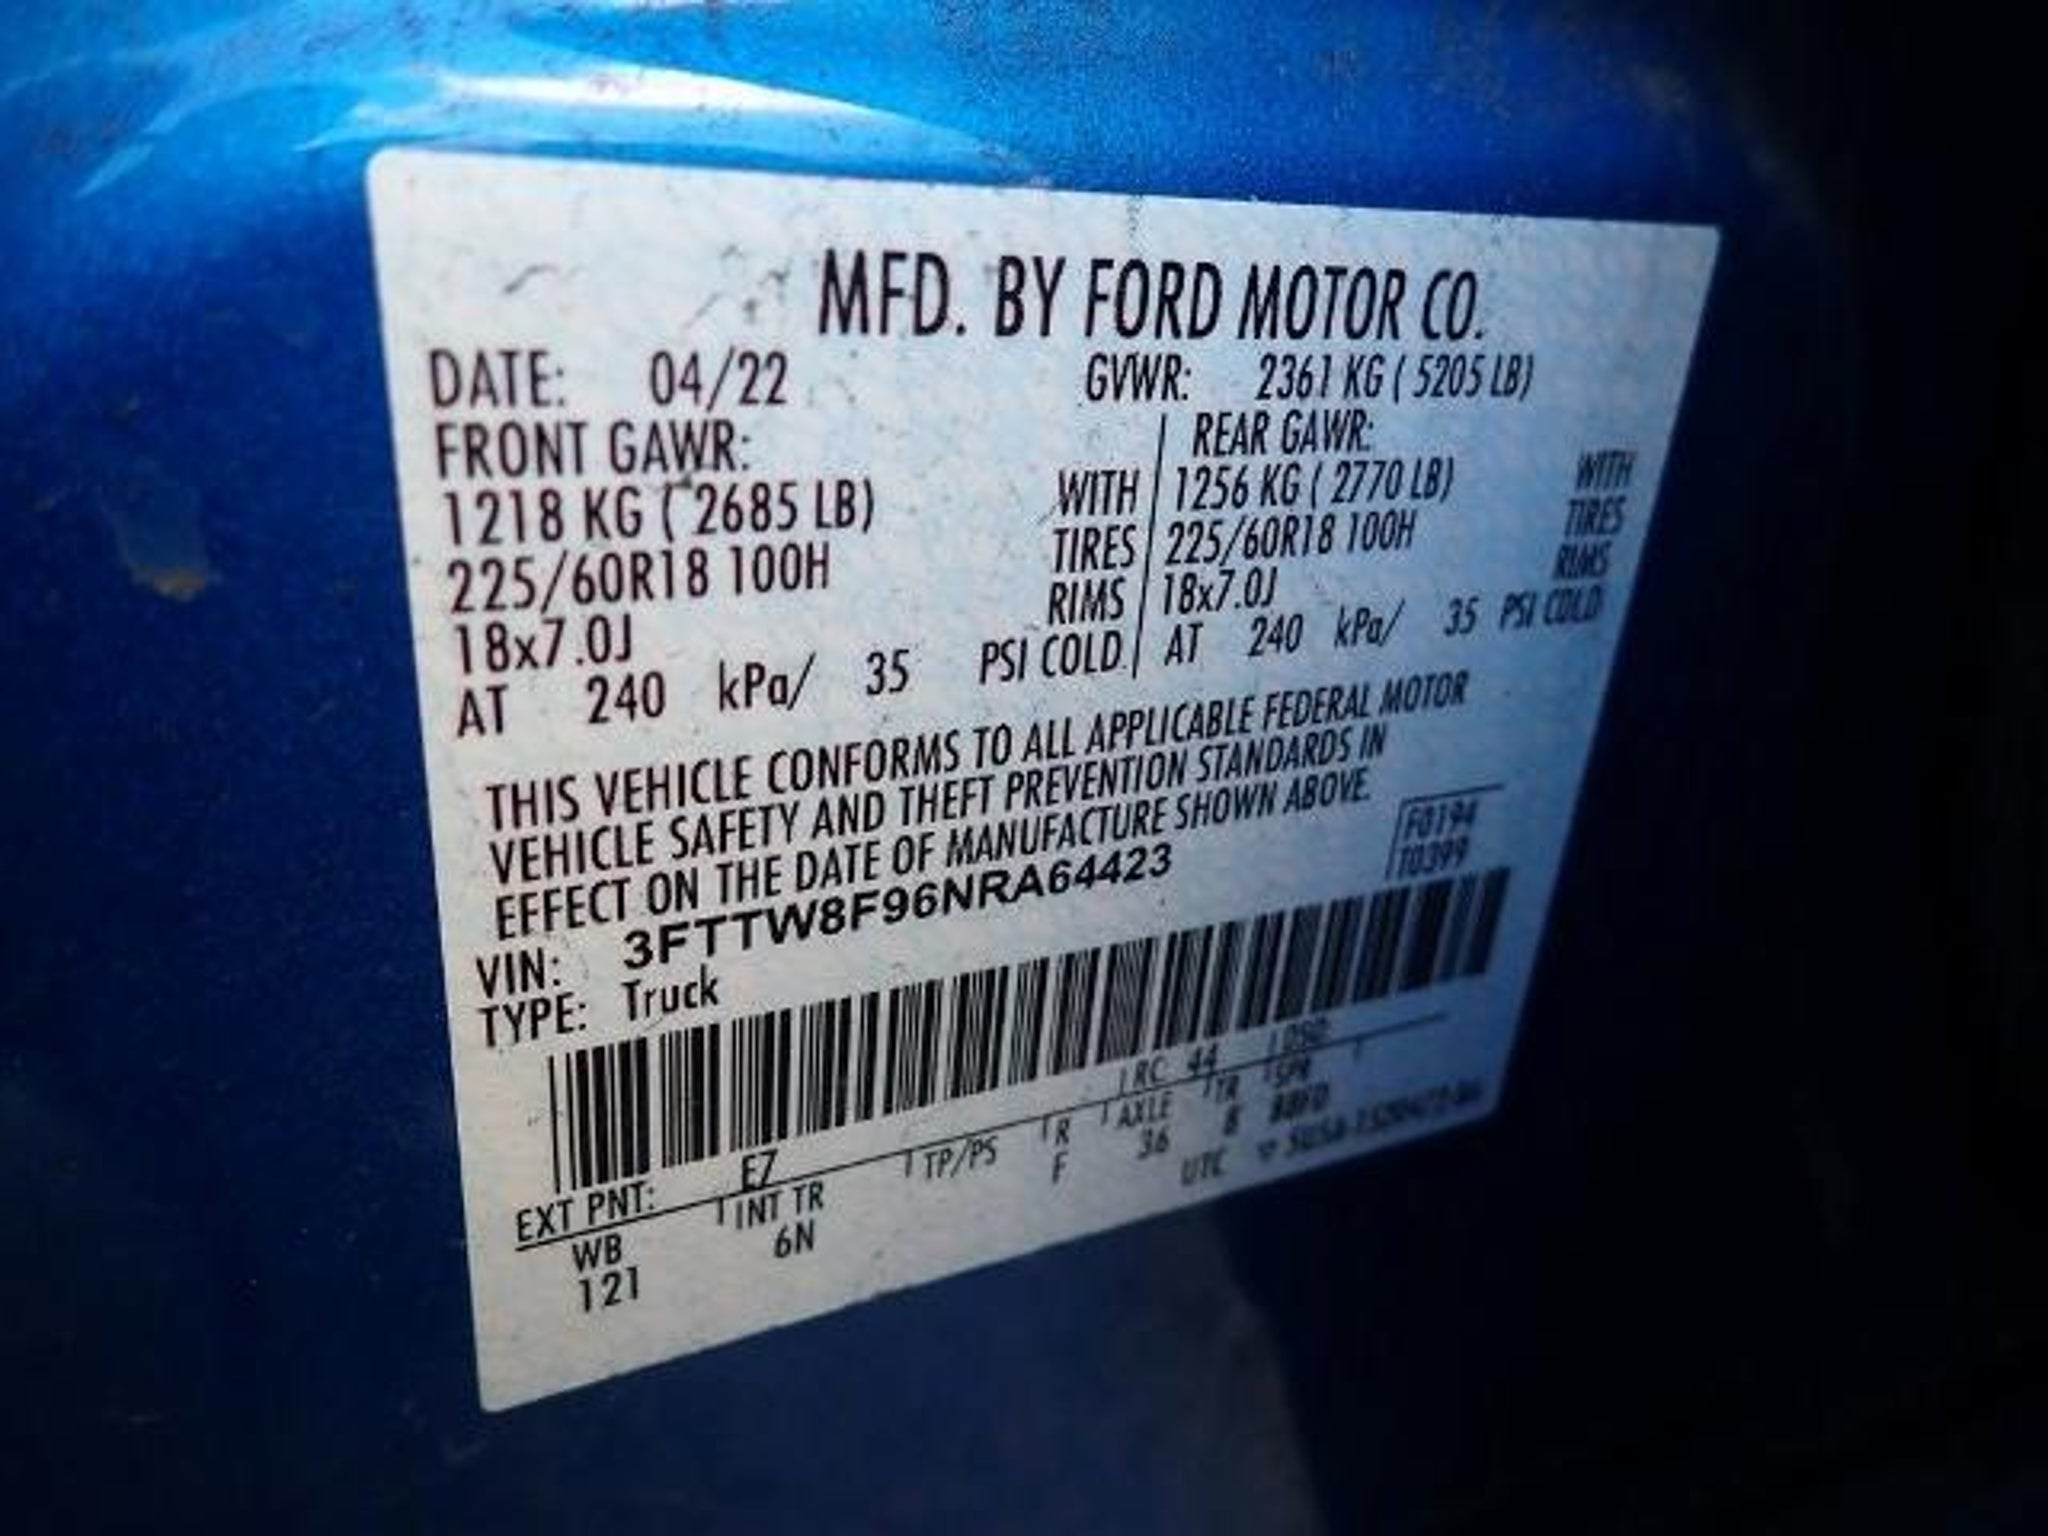 MFD. BY FORD MOTOR CO.
DATE: 04/22 GVWR: 2361 KG ( 5205 LB)
FRONT GAWR: REAR GAWR:
1218 KG ( 2685 LB) WITH 1256 KG ( 2770 LB) WITH
225/60R18 100H TIRES 225/60R18 100H TIRES
18x7.0J RIMS 18x7.0J RIMS
AT 240 kPa/ 35 PSI COLD AT 240 kPa/ 35 PSI COLD
THIS VEHICLE CONFORMS TO ALL APPLICABLE FEDERAL MOTOR
VEHICLE SAFETY AND THEFT PREVENTION STANDARDS IN
EFFECT ON THE DATE OF MANUFACTURE SHOWN ABOVE.
VIN: 3FTTW8F96NRA64423 F0194
TYPE: Truck T0399
EXT PNT: E7 RC 44 DSO
WB INT TR TP/PS R AXLE TR SPR
121 6N F 36 8 BBFD
UTC